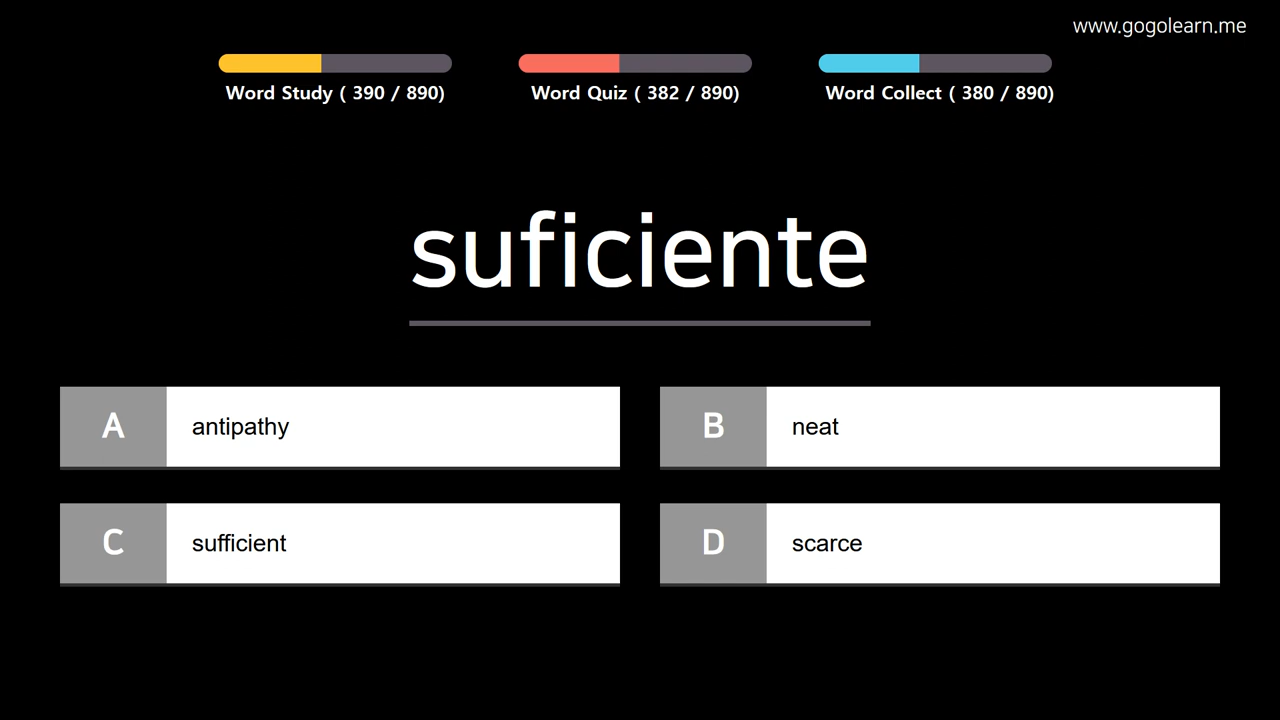 www.gogolearn.me
Word Study ( 390 / 890)
Word Quiz ( 382 / 890)
Word Collect ( 380 / 890)
suficiente
A antipathy
B neat
C sufficient
D scarce